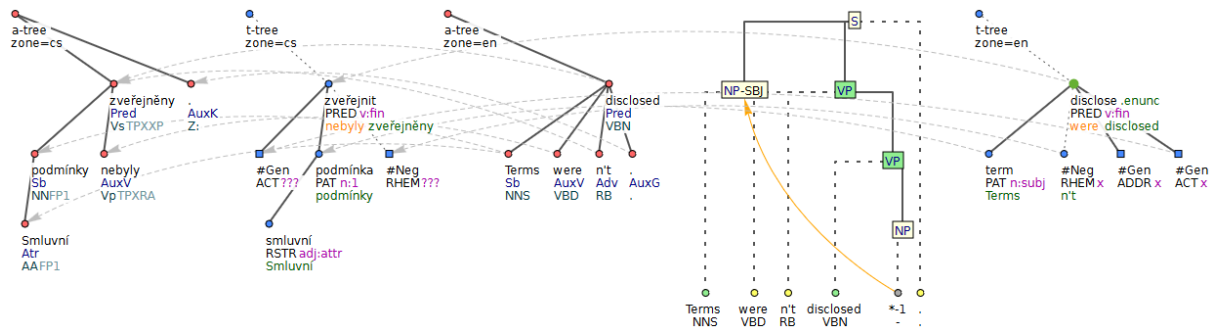 a-tree
zone=cs
zveřejněny
Pred
VsTPXXP
.
AuxK
Z:
podmínky
Sb
NNFP1
nebyly
AuxV
VpTPXRA
Smluvní
Atr
AAFP1
t-tree
zone=cs
zveřejnit
PRED v:fin
nebyly zveřejněny
#Gen
ACT ???
podmínka
PAT n:1
podmínky
#Neg
RHEM ???
smluvní
RSTR adj:attr
Smluvní
a-tree
zone=en
disclosed
Pred
VBN
Terms
Sb
NNS
were
AuxV
VBD
n't
Adv
RB
.
AuxG
.
S
NP-SBJ
VP
VP
NP
Terms
NNS
were
VBD
n't
RB
disclosed
VBN
*-1
-
.
.
t-tree
zone=en
disclose .enunc
PRED v:fin
were disclosed
term
PAT n:subj
Terms
#Neg
RHEM x
n't
#Gen
ADDR x
#Gen
ACT x